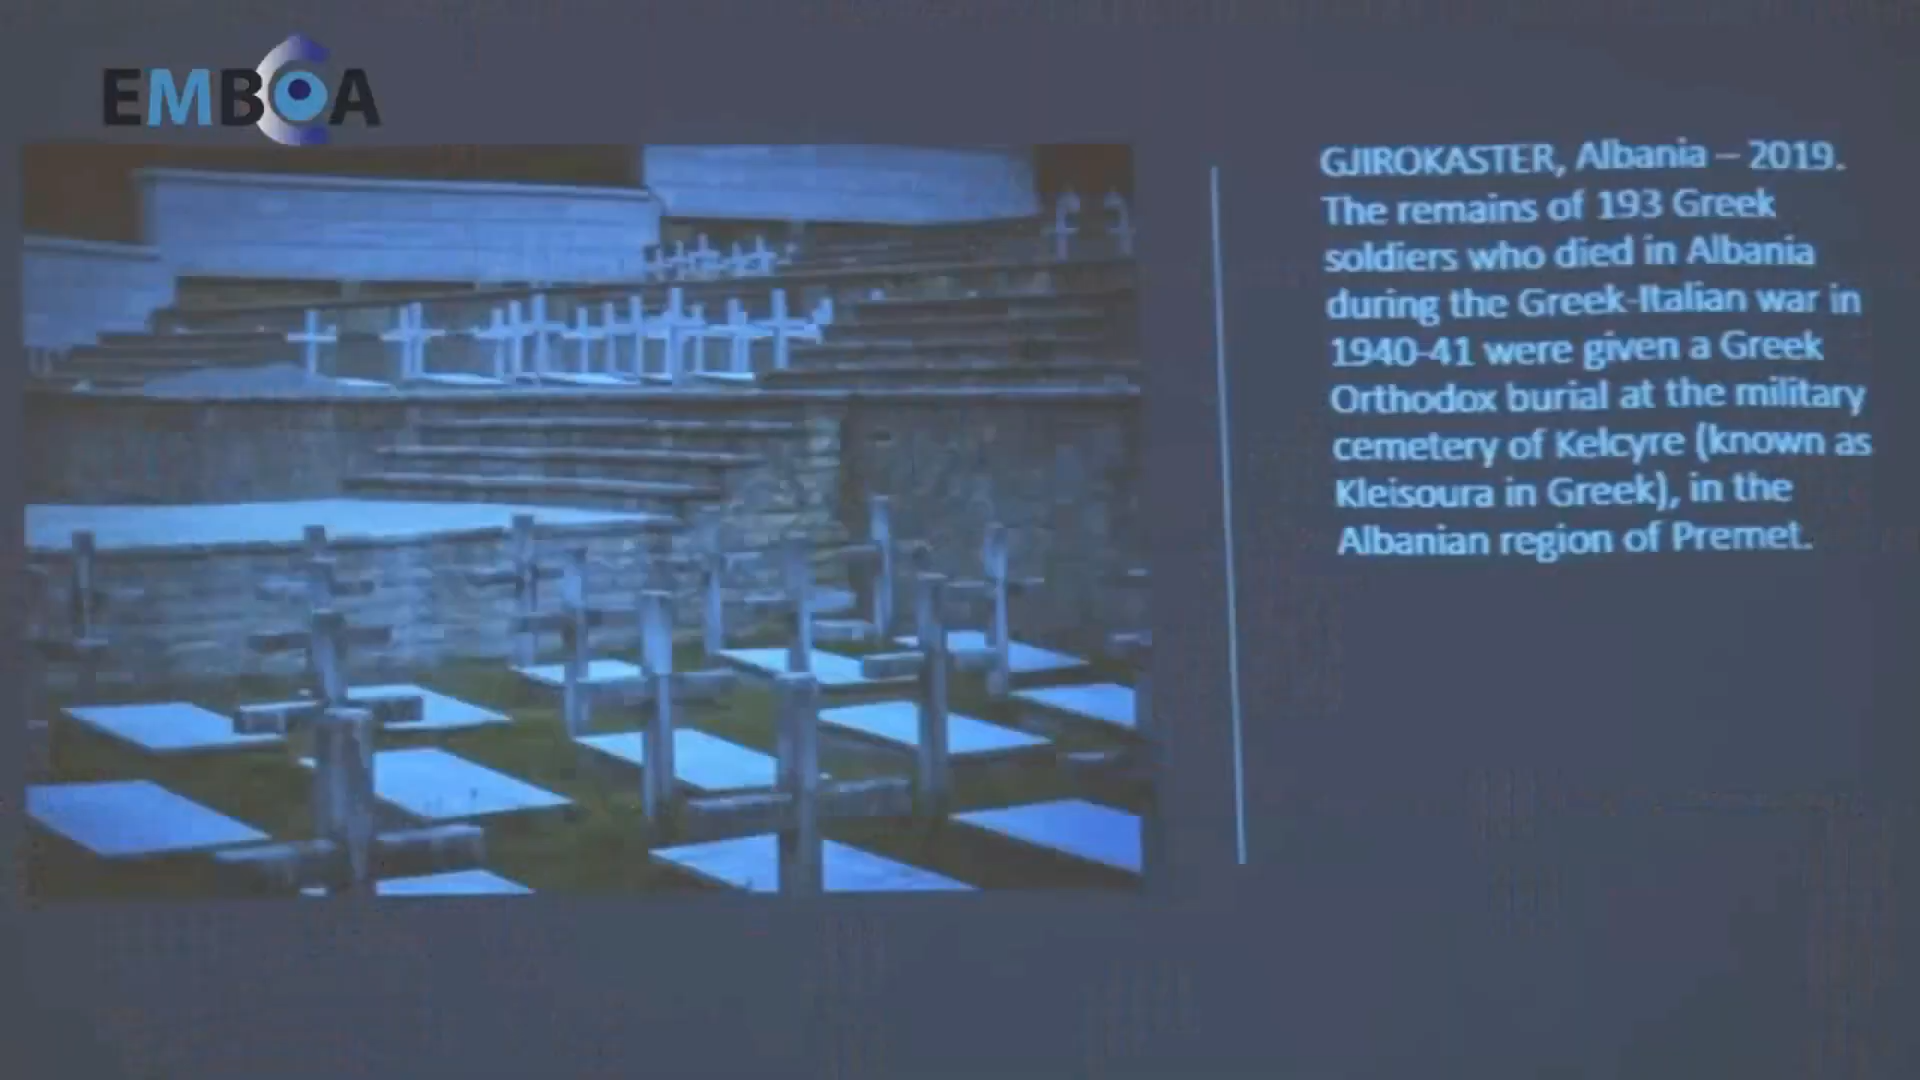 EMBOA
GJIROKASTER, Albania – 2019.
The remains of 193 Greek
soldiers who died in Albania
during the Greek-Italian war in
1940-41 were given a Greek
Orthodox burial at the military
cemetery of Kelcyre (known as
Kleisoura in Greek), in the
Albanian region of Premet.